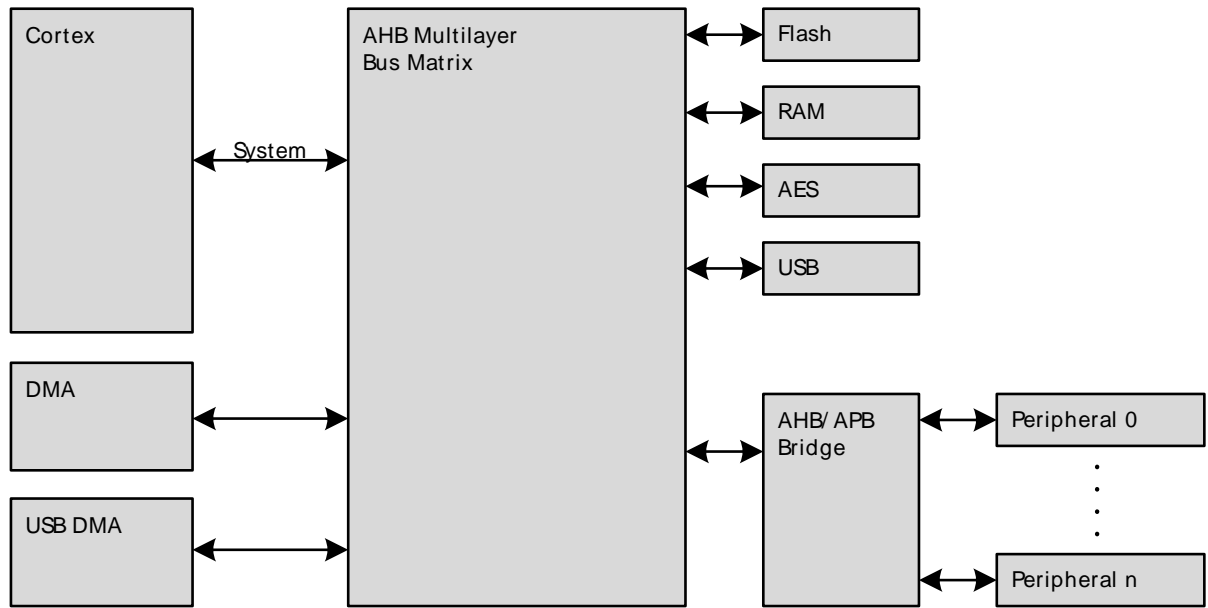 Cortex
AHB Multilayer
Bus Matrix
Flash
RAM
System
AES
USB
DMA
AHB/APB
Bridge
Peripheral 0
USB DMA
Peripheral n